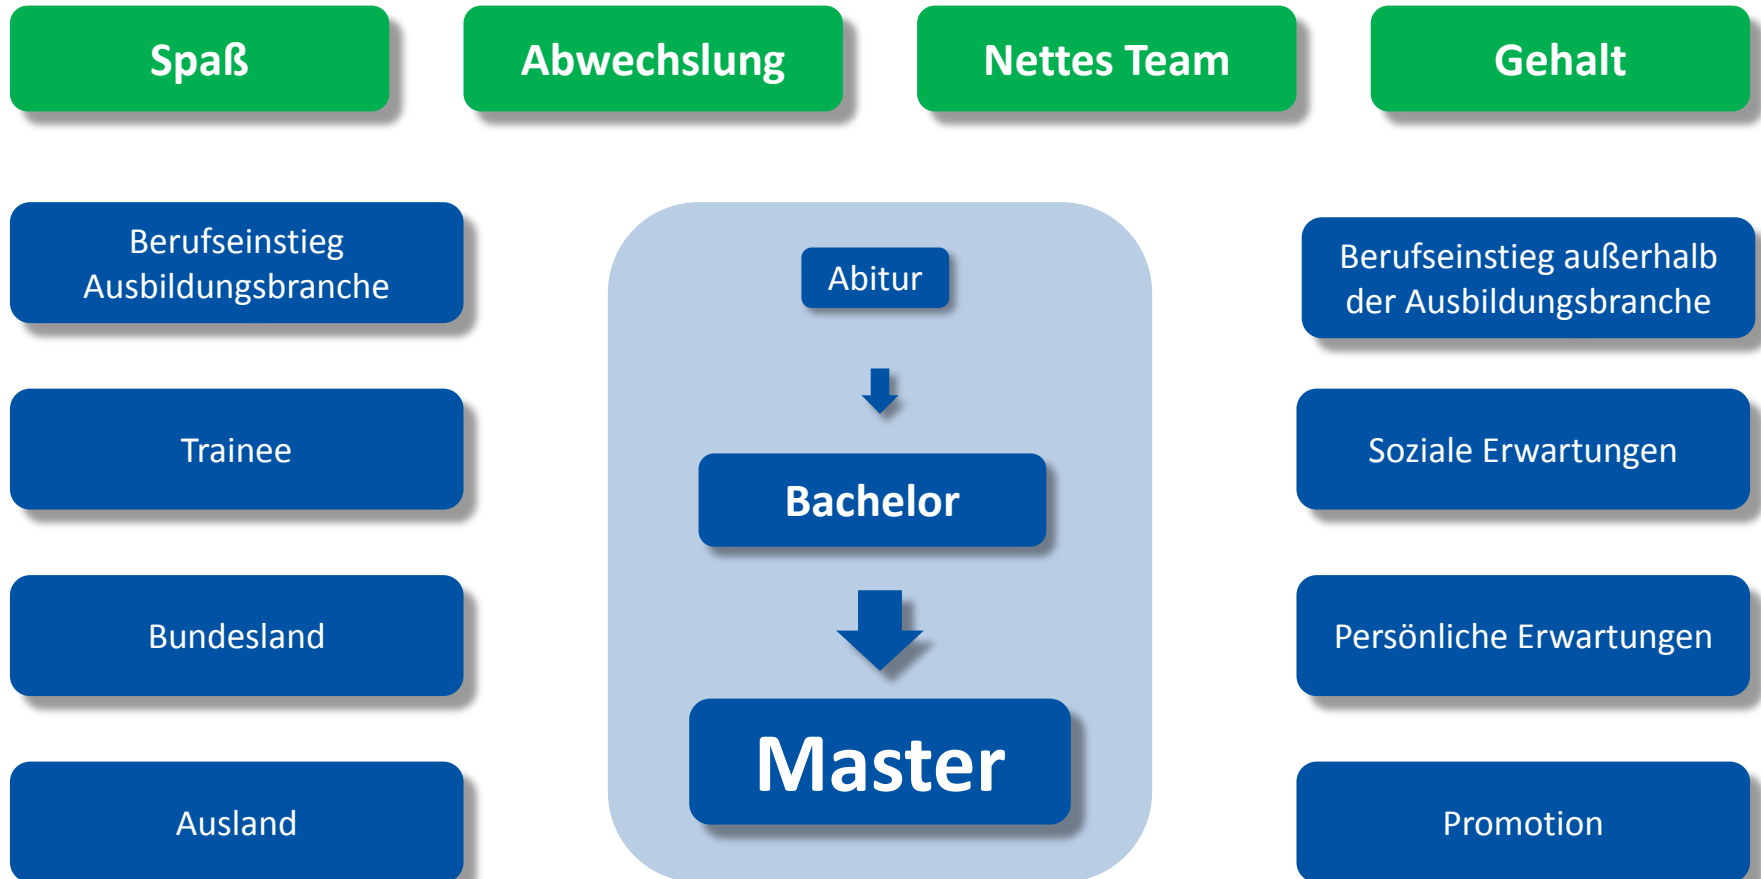 Spaß
Abwechslung
Nettes Team
Gehalt
Berufseinstieg
Ausbildungsbranche
Trainee
Bundesland
Ausland
Abitur
Bachelor
Master
Berufseinstieg außerhalb
der Ausbildungsbranche
Soziale Erwartungen
Persönliche Erwartungen
Promotion